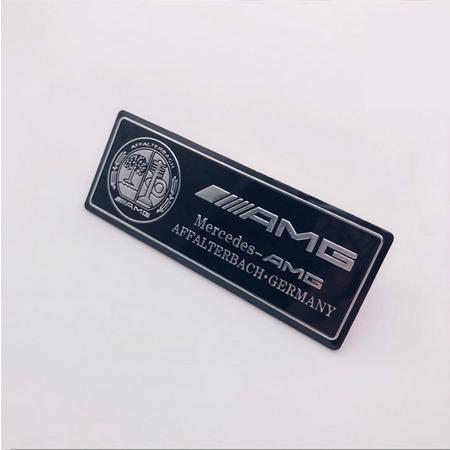 AFFALTERBACH
AMG
AMG
Mercedes-AMG
AFFALTERBACH·GERMANY